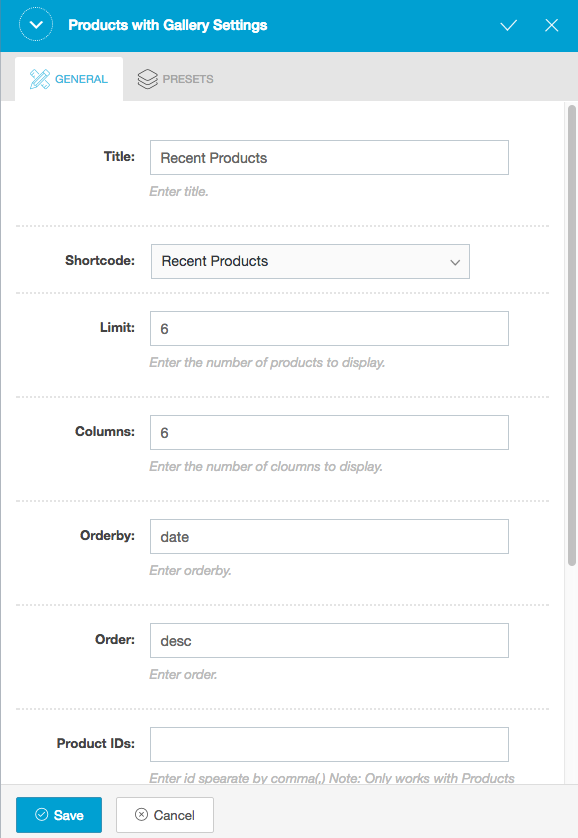 Products with Gallery Settings
GENERAL
PRESETS
Title:
Recent Products
Enter title.
Shortcode:
Recent Products
Limit:
6
Enter the number of products to display.
Columns:
6
Enter the number of cloumns to display.
Orderby:
date
Enter orderby.
Order:
desc
Enter order.
Product IDs:
Enter id spearate by comma(,) Note: Only works with Products
Save
Cancel